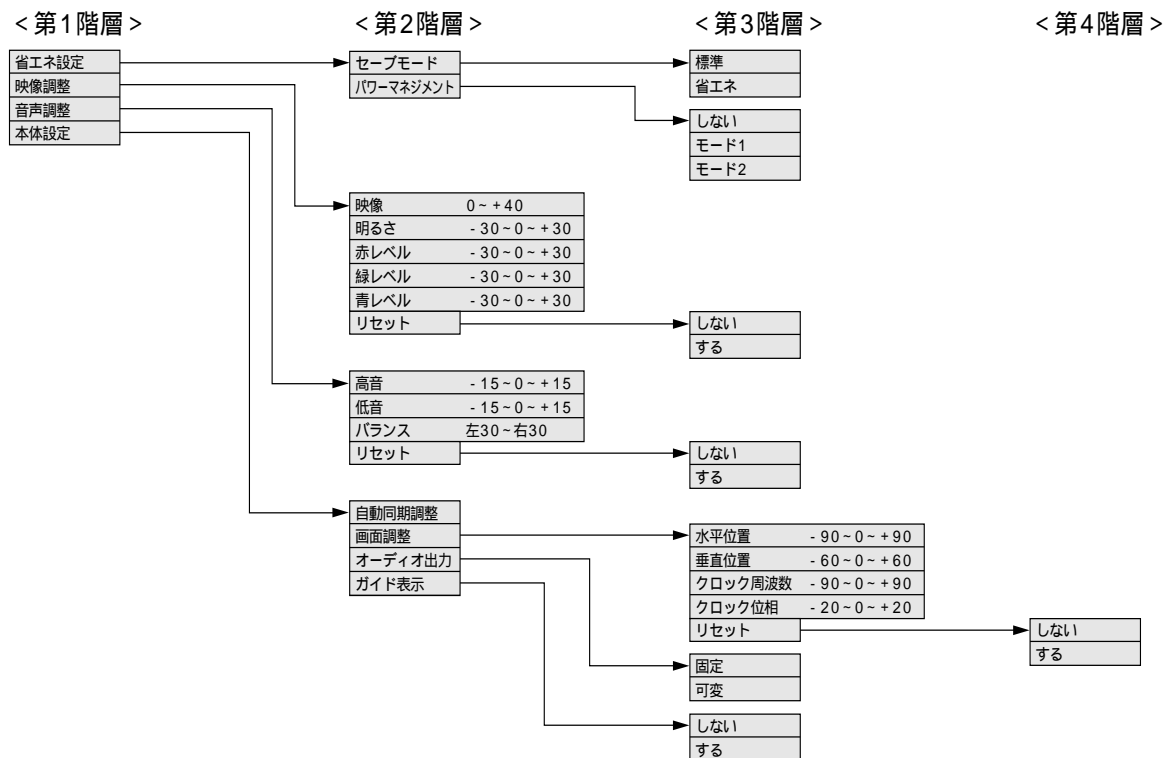 <第1階層> <第2階層> <第3階層> <第4階層>
省エネ設定
映像調整
音声調整
本体設定
セーブモード
パワーマネジメント
標準
省エネ
しない
モード1
モード2
映像 0~+40
明るさ -30~0~+30
赤レベル -30~0~+30
緑レベル -30~0~+30
青レベル -30~0~+30
リセット
しない
する
高音 -15~0~+15
低音 -15~0~+15
バランス 左30~右30
リセット
しない
する
自動同期調整
画面調整
オーディオ出力
ガイド表示
水平位置 -90~0~+90
垂直位置 -60~0~+60
クロック周波数 -90~0~+90
クロック位相 -20~0~+20
リセット
しない
する
固定
可変
しない
する